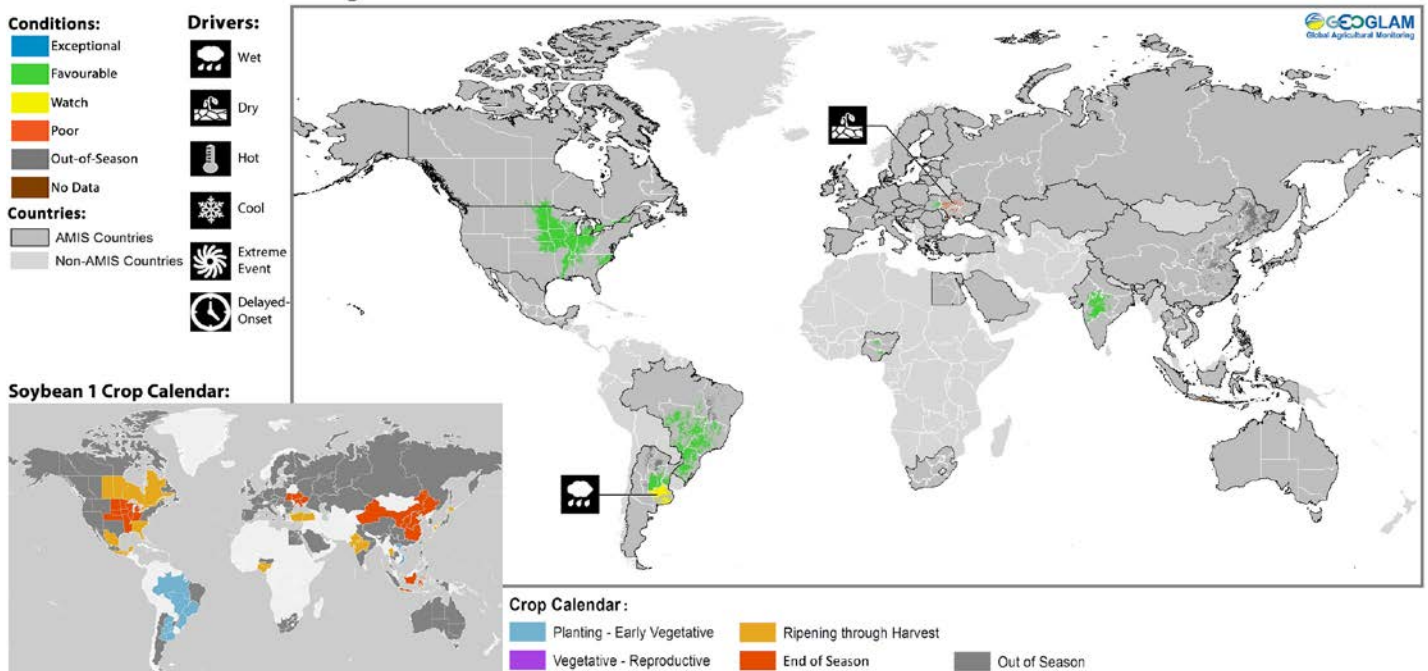 Conditions:
Exceptional
Favourable
Watch
Poor
Out-of-Season
No Data
Countries:
AMIS Countries
Non-AMIS Countries
Drivers:
Wet
Dry
Hot
Cool
Extreme
Event
Delayed-
Onset
GEOGLAM
Global Agricultural Monitoring
Soybean 1 Crop Calendar:
Crop Calendar:
Planting - Early Vegetative
Vegetative - Reproductive
Ripening through Harvest
End of Season
Out of Season